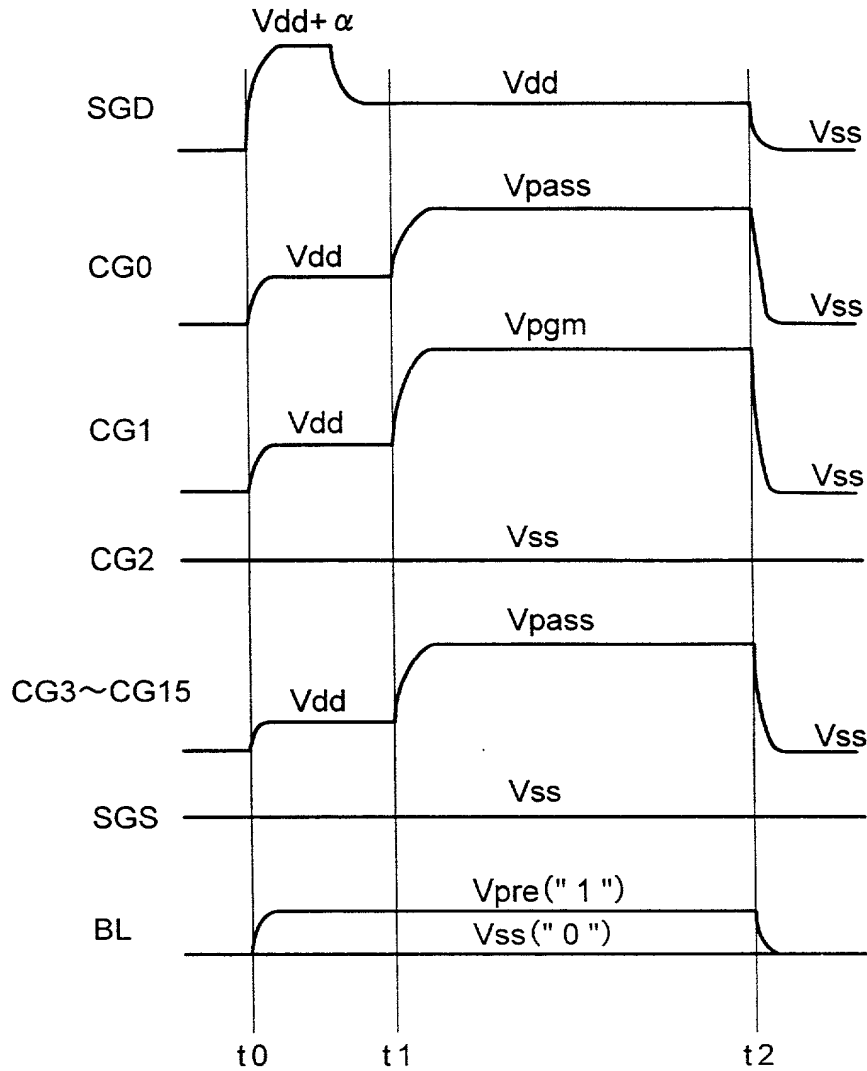 Vdd+ α
SGD
Vdd
Vss
CG0
Vdd
Vpass
Vss
CG1
Vdd
Vpgm
Vss
CG2
Vss
CG3～CG15
Vdd
Vpass
Vss
SGS
Vss
BL
Vpre(" 1 ")
Vss(" 0 ")
t0
t1
t2